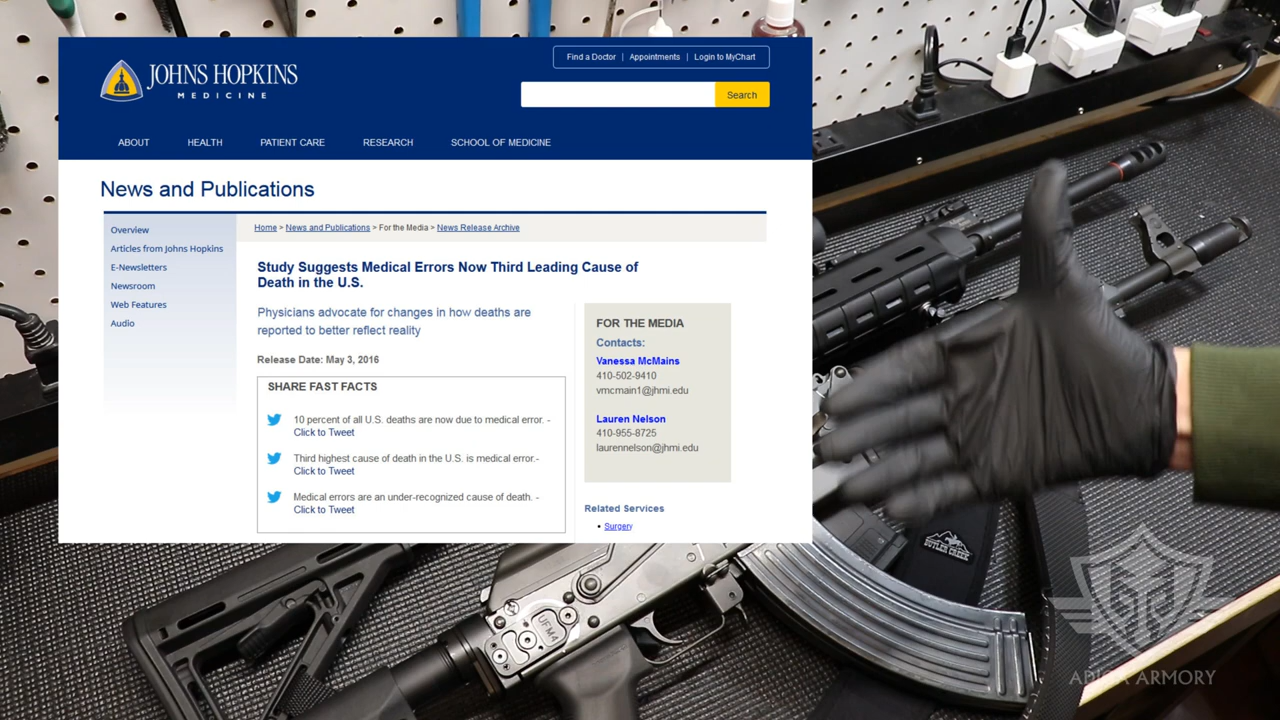 JOHNS HOPKINS
MEDICINE
Find a Doctor | Appointments | Login to MyChart
Search
ABOUT HEALTH PATIENT CARE RESEARCH SCHOOL OF MEDICINE
News and Publications
Overview
Articles from Johns Hopkins
E-Newsletters
Newsroom
Web Features
Audio
Home > News and Publications > For the Media > News Release Archive
Study Suggests Medical Errors Now Third Leading Cause of
Death in the U.S.
Physicians advocate for changes in how deaths are
reported to better reflect reality
Release Date: May 3, 2016
SHARE FAST FACTS
10 percent of all U.S. deaths are now due to medical error. -
Click to Tweet
Third highest cause of death in the U.S. is medical error.-
Click to Tweet
Medical errors are an under-recognized cause of death. -
Click to Tweet
FOR THE MEDIA
Contacts:
Vanessa McMains
410-502-9410
vmcmain1@jhmi.edu
Lauren Nelson
410-955-8725
laurennelson@jhmi.edu
Related Services
• Surgery
BUTLER CREEK
UFM4
ARMORY